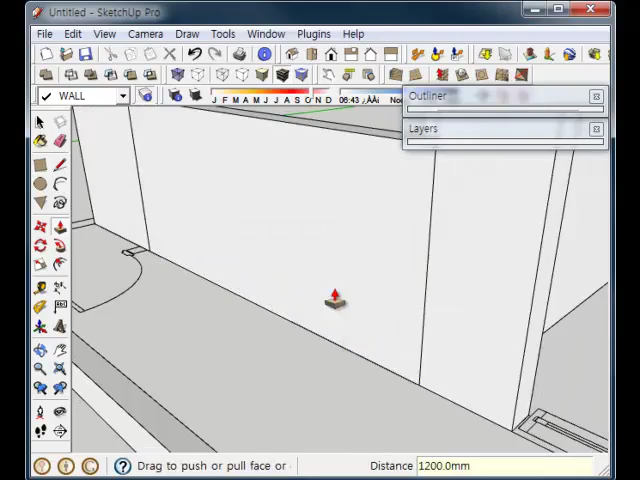 Untitled - SketchUp Pro
File Edit View Camera Draw Tools Window Plugins Help
WALL
J F M A M J J A S O N D 06:43
Outliner
Layers
Drag to push or pull face or
Distance 1200.0mm